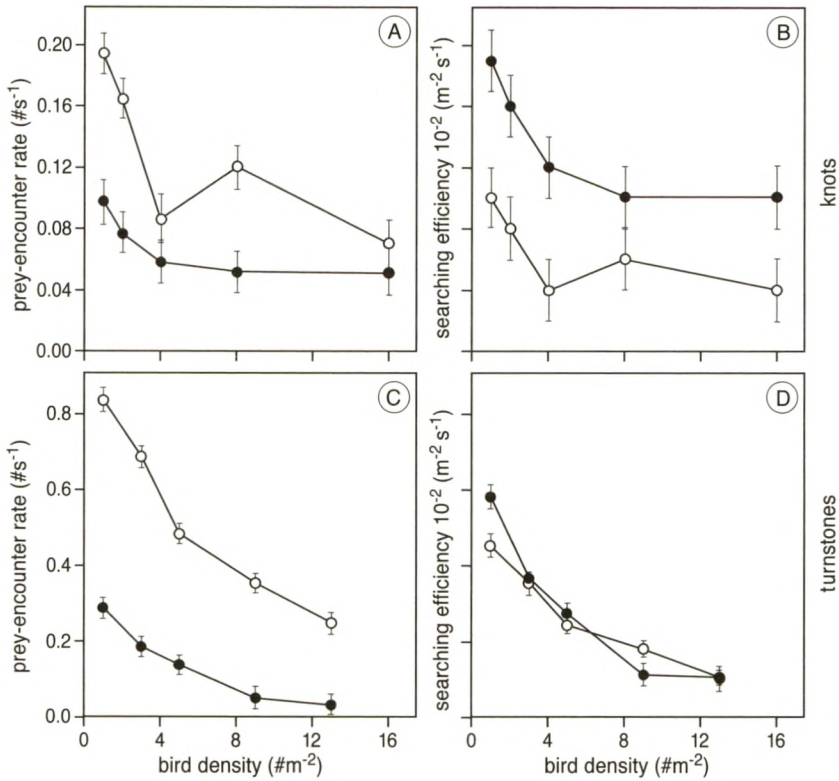 A
B
0.20
0.16
0.12
0.08
0.04
0.00
prey-encounter rate (#s-1)
searching efficiency 10-2 (m-2 s-1)
knots
C
D
0.8
0.6
0.4
0.2
0.0
prey-encounter rate (#s-1)
searching efficiency 10-2 (m-2 s-1)
turnstones
0 4 8 12 16
0 4 8 12 16
bird density (#m-2)
bird density (#m-2)